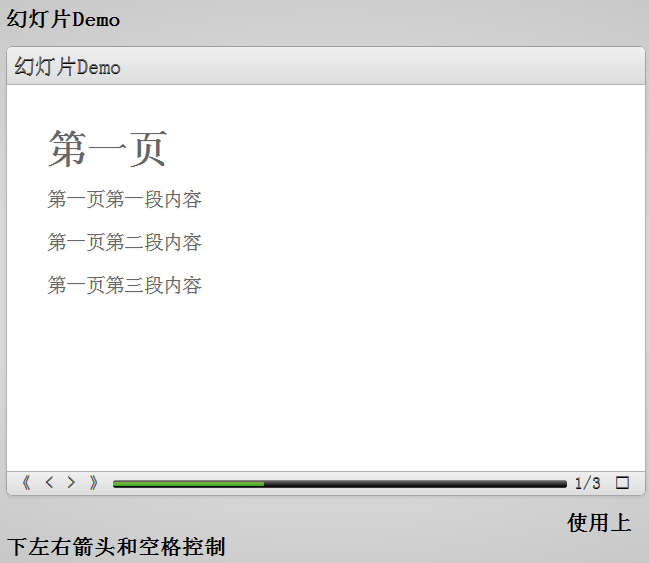 幻灯片Demo
幻灯片Demo
第一页
第一页第一段内容
第一页第二段内容
第一页第三段内容
《 < > 》 1/3 □
使用上
下左右箭头和空格控制